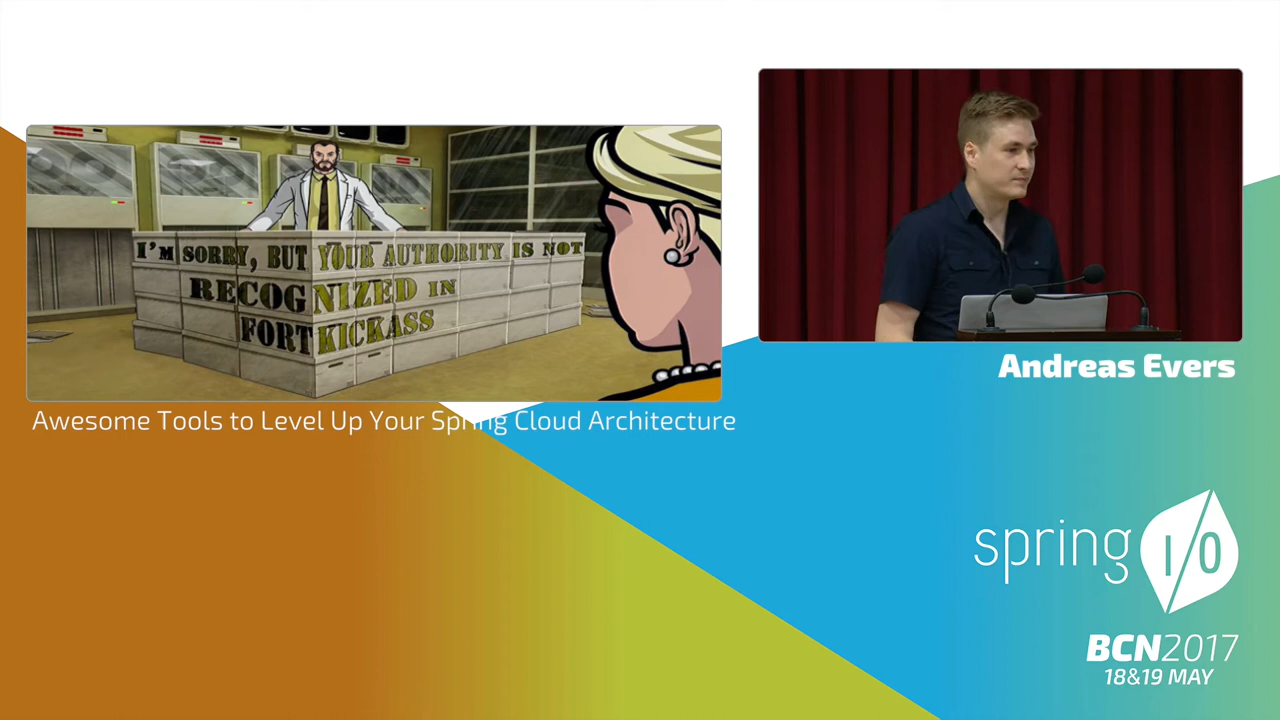 I'M SORRY, BUT YOUR AUTHORITY IS NOT
RECOGNIZED IN
FORT KICKASS
Awesome Tools to Level Up Your Spring Cloud Architecture
Andreas Evers
spring I/O
BCN2017
18&19 MAY